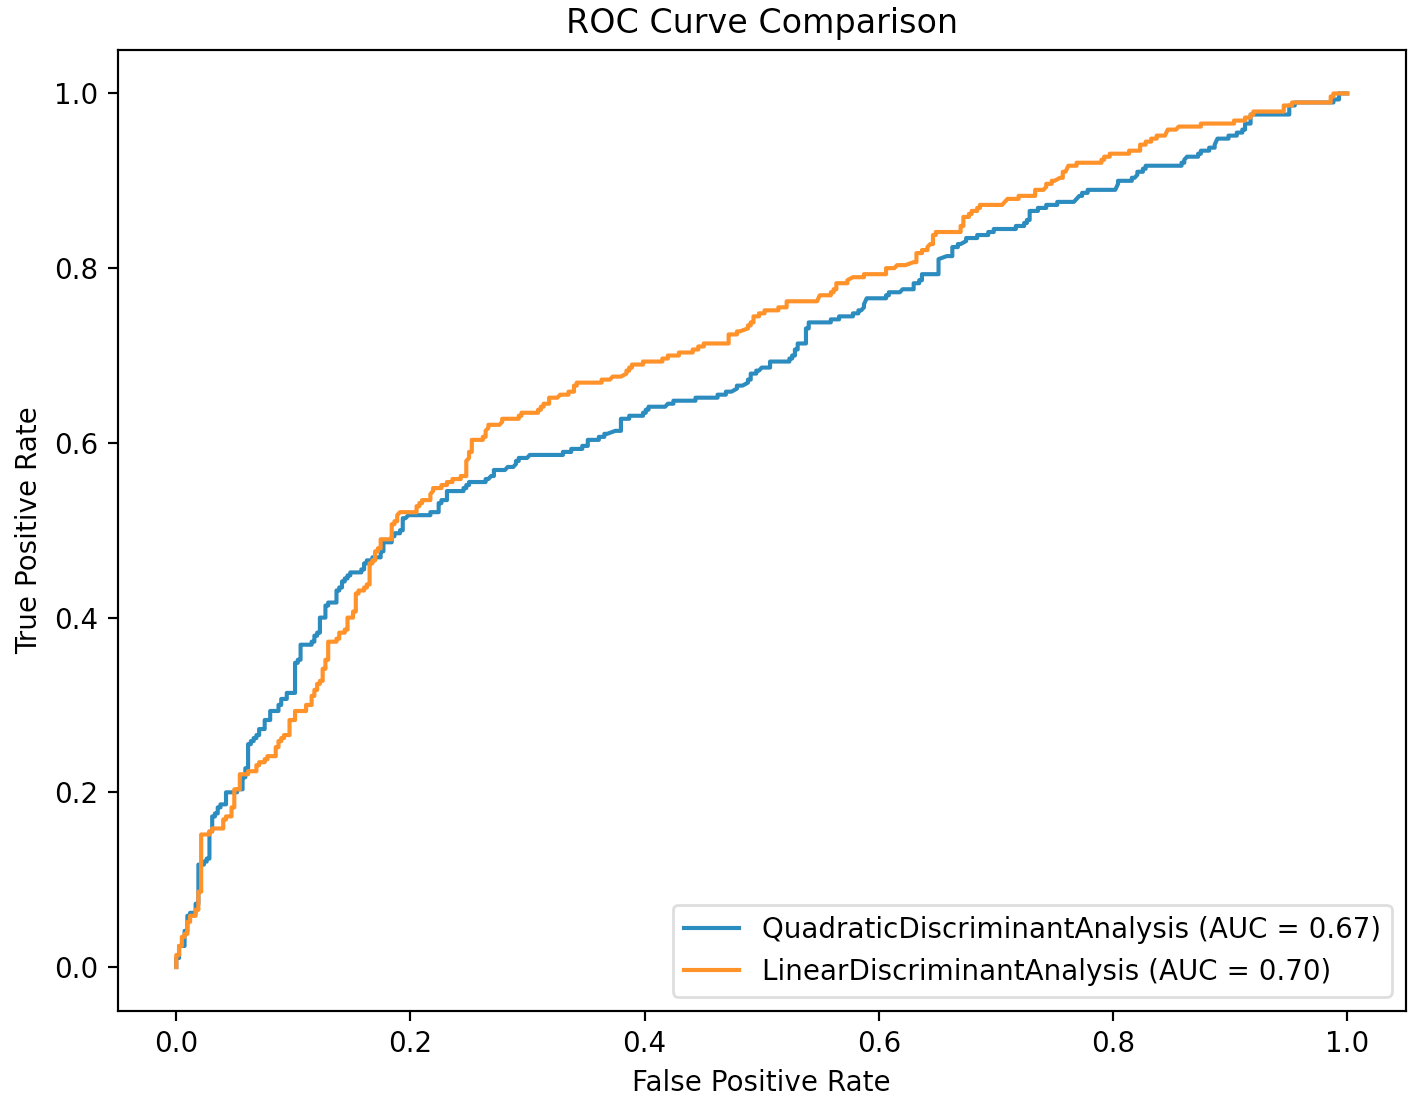 ROC Curve Comparison
1.0
0.8
0.6
0.4
0.2
0.0
True Positive Rate
QuadraticDiscriminantAnalysis (AUC = 0.67)
LinearDiscriminantAnalysis (AUC = 0.70)
0.0 0.2 0.4 0.6 0.8 1.0
False Positive Rate